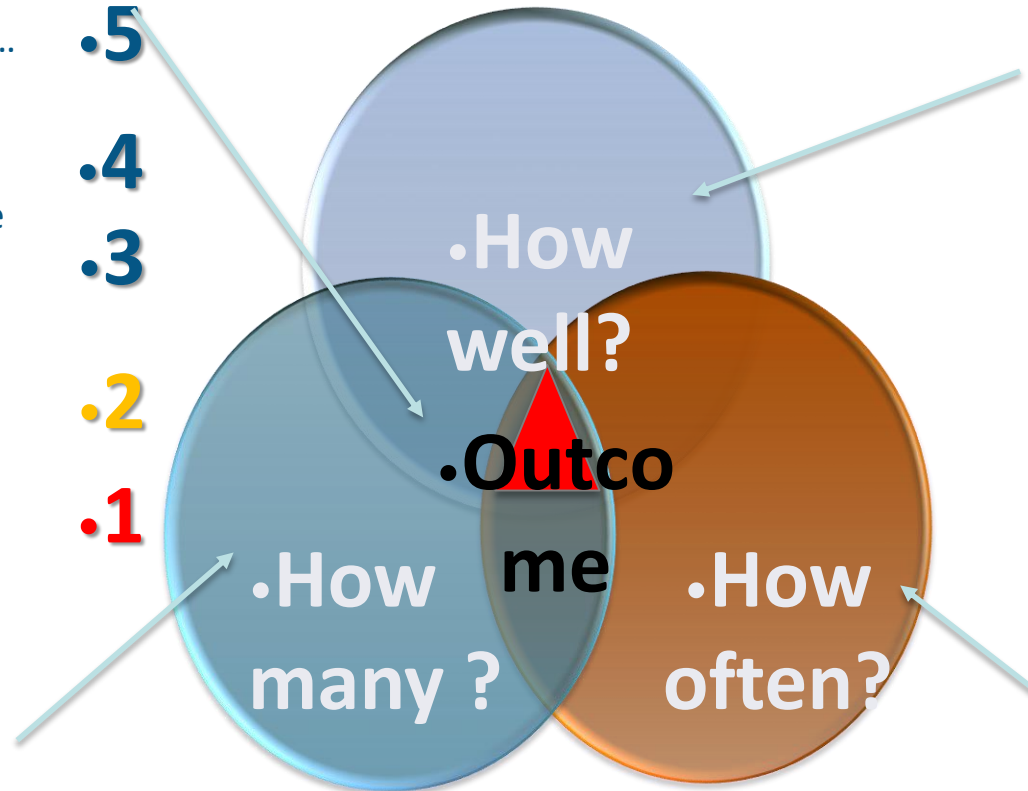 ...
•5
•4
e
•3
•2
•1
•How
well?
•Outco
me
•How
many ?
•How
often?